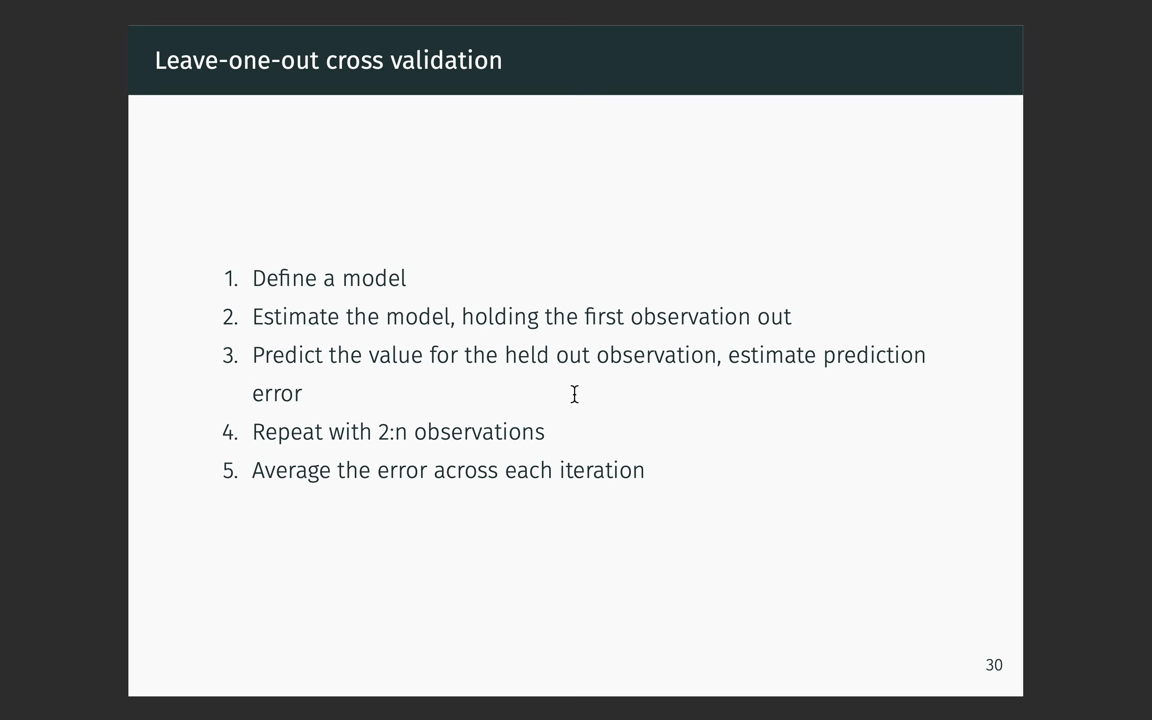 Leave-one-out cross validation
1. Define a model
2. Estimate the model, holding the first observation out
3. Predict the value for the held out observation, estimate prediction
error
4. Repeat with 2:n observations
5. Average the error across each iteration
30